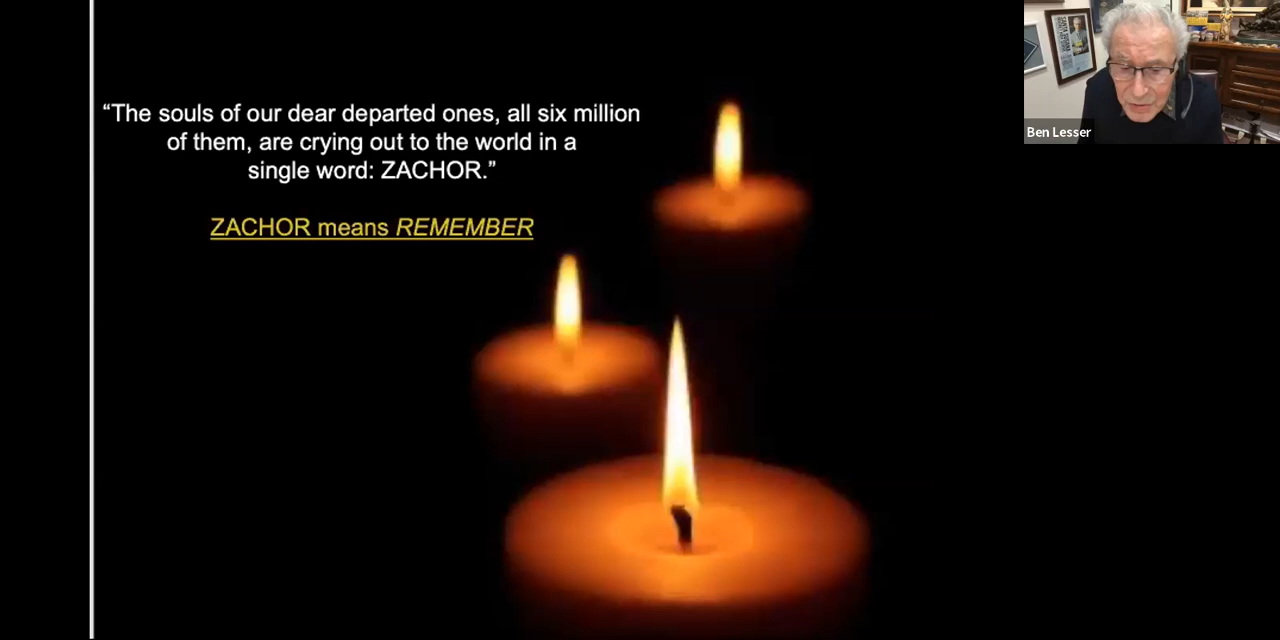 “The souls of our dear departed ones, all six million
of them, are crying out to the world in a
single word: ZACHOR.”
ZACHOR means REMEMBER
Ben Lesser